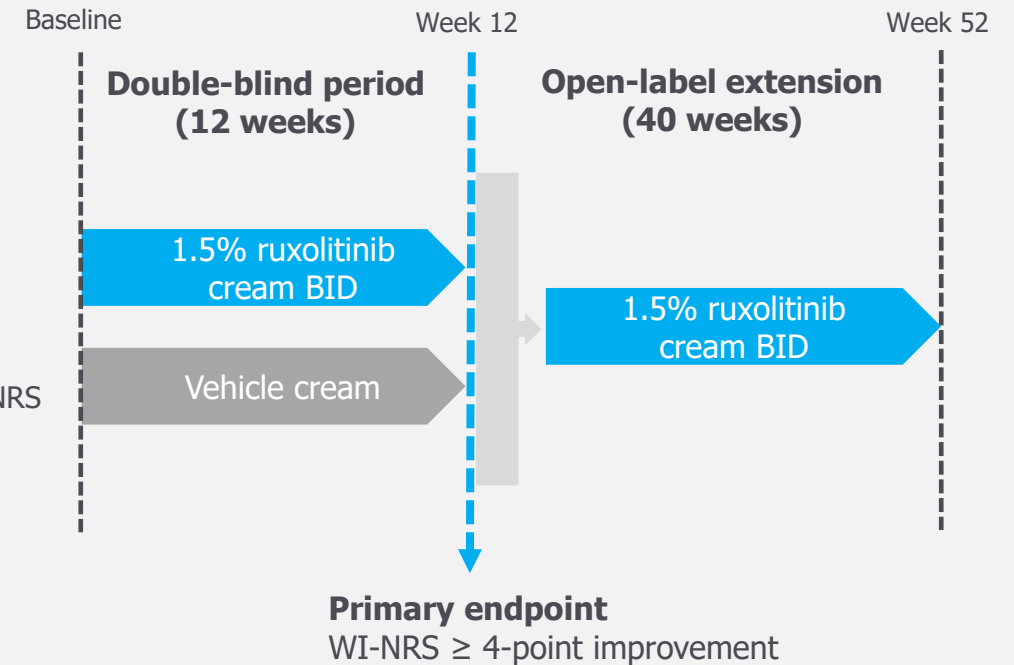 Baseline
Week 12
Week 52
Double-blind period
(12 weeks)
Open-label extension
(40 weeks)
1.5% ruxolitinib
cream BID
1.5% ruxolitinib
cream BID
Vehicle cream
NRS
Primary endpoint
WI-NRS ≥ 4-point improvement